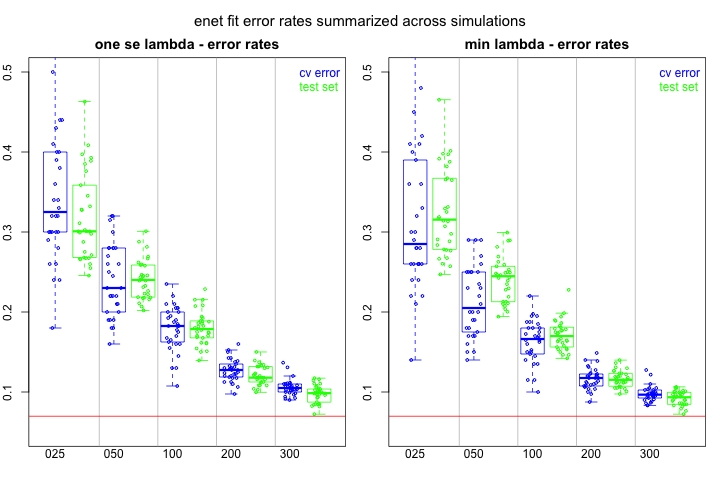 enet fit error rates summarized across simulations
one se lambda - error rates
min lambda - error rates
cv error
test set
cv error
test set
0.5
0.4
0.3
0.2
0.1
0.5
0.4
0.3
0.2
0.1
025 050 100 200 300
025 050 100 200 300